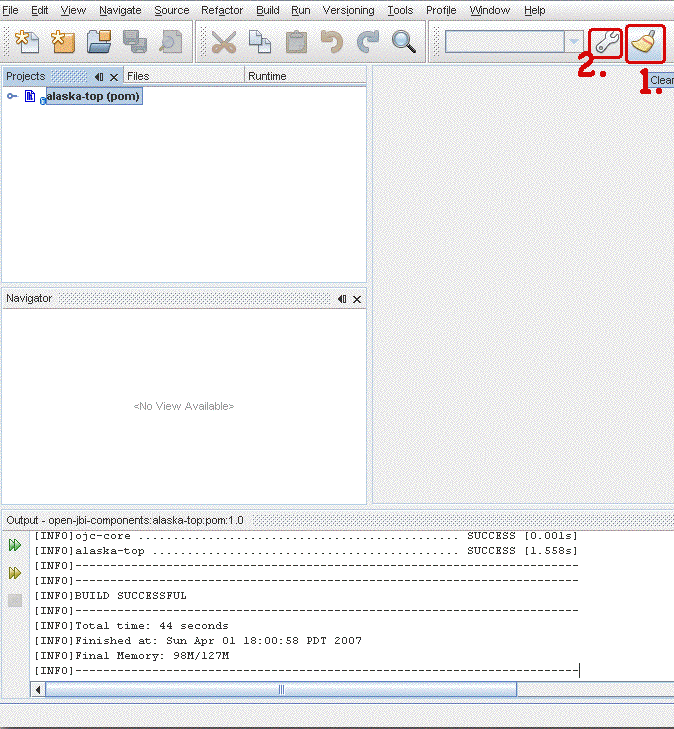 File Edit View Navigate Source Refactor Build Run Versioning Tools Profile Window Help
2.
1.
Clear
Projects Files Runtime
alaska-top (pom)
Navigator
<No View Available>
Output - open-jbi-components:alaska-top:pom:1.0
[INFO]ojc-core ................................................ SUCCESS [0.001s]
[INFO]alaska-top .............................................. SUCCESS [1.558s]
[INFO]---------------------------------------------------------------------------
[INFO]---------------------------------------------------------------------------
[INFO]BUILD SUCCESSFUL
[INFO]---------------------------------------------------------------------------
[INFO]Total time: 44 seconds
[INFO]Finished at: Sun Apr 01 18:00:58 PDT 2007
[INFO]Final Memory: 98M/127M
[INFO]---------------------------------------------------------------------------